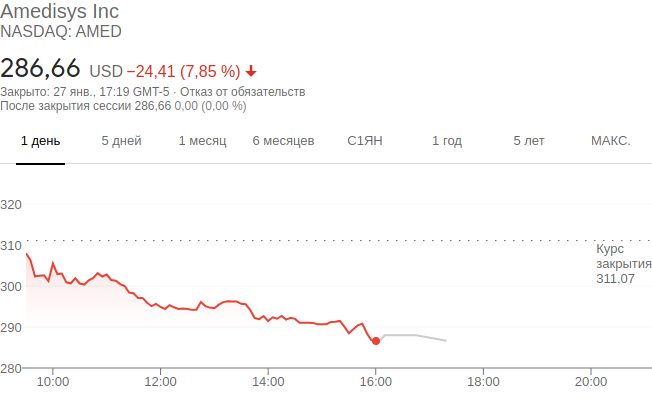 Amedisys Inc
NASDAQ: AMED
286,66 USD −24,41 (7,85 %)
Закрыто: 27 янв., 17:19 GMT-5 · Отказ от обязательств
После закрытия сессии 286,66 0,00 (0,00 %)
1 день 5 дней 1 месяц 6 месяцев С1ЯН 1 год 5 лет МАКС.
320
310
Курс
закрытия
311,07
300
290
280
10:00 12:00 14:00 16:00 18:00 20:00